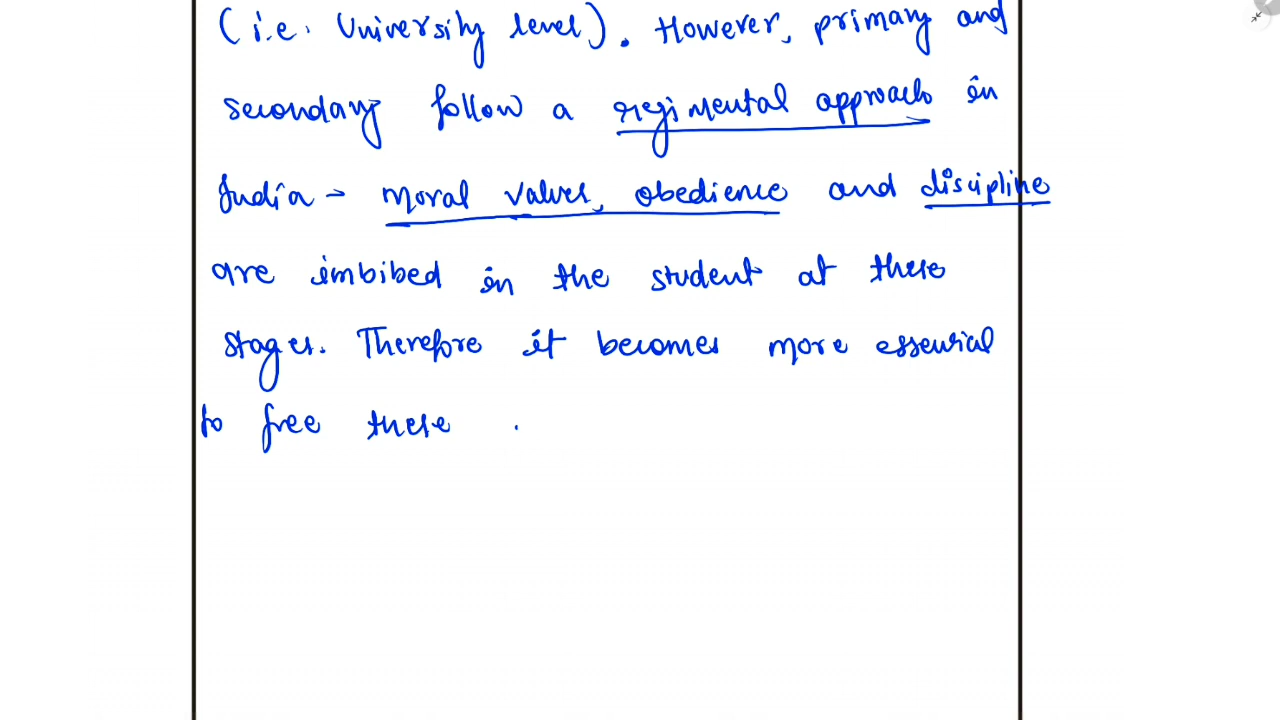 (i.e. University level). However, primary and
secondary follow a regimental approach in
India - moral values, obedience and discipline
are imbibed in the student at these
stages. Therefore it becomes more essential
to free these .